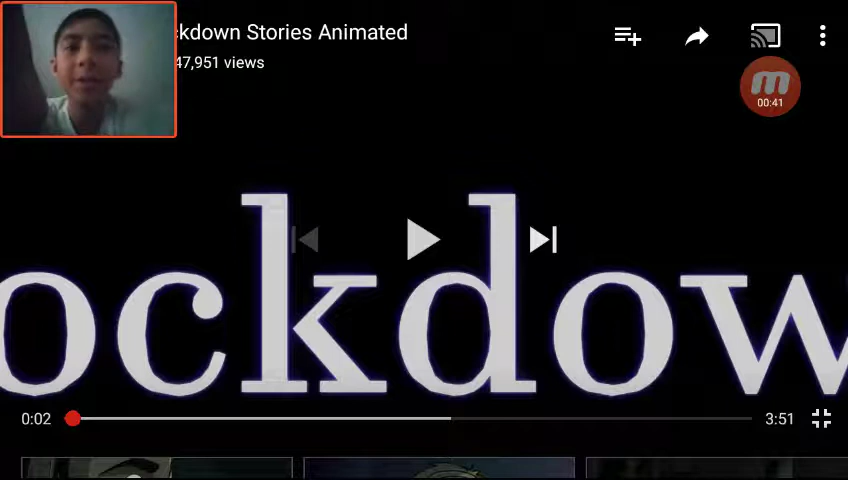 ckdown Stories Animated
47,951 views
00:41
ockdow
0:02
3:51